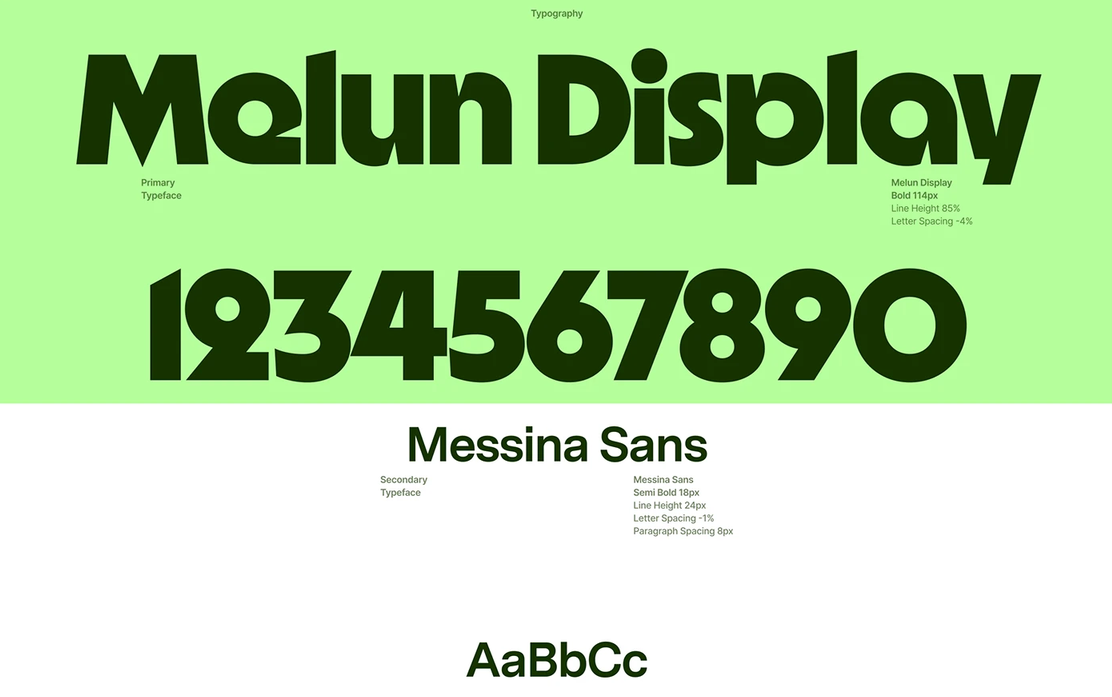 Typography
Melun Display
Primary
Typeface
Melun Display
Bold 114px
Line Height 85%
Letter Spacing -4%
1234567890
Messina Sans
Secondary
Typeface
Messina Sans
Semi Bold 18px
Line Height 24px
Letter Spacing -1%
Paragraph Spacing 8px
AaBbCc